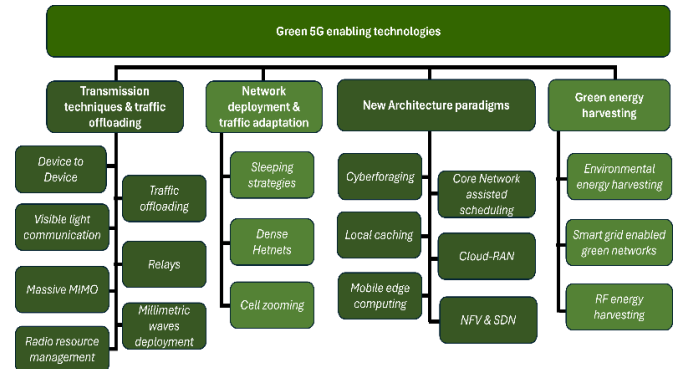 Green 5G enabling technologies
Transmission
techniques & traffic
offloading
Device to
Device
Visible light
communication
Massive MIMO
Radio resource
management
Traffic
offloading
Relays
Millimetric
waves
deployment
Network
deployment &
traffic adaptation
Sleeping
strategies
Dense
Hetnets
Cell zooming
New Architecture paradigms
Cyberforaging
Local caching
Mobile edge
computing
Core Network
assisted
scheduling
Cloud-RAN
NFV & SDN
Green energy
harvesting
Environmental
energy harvesting
Smart grid enabled
green networks
RF energy
harvesting